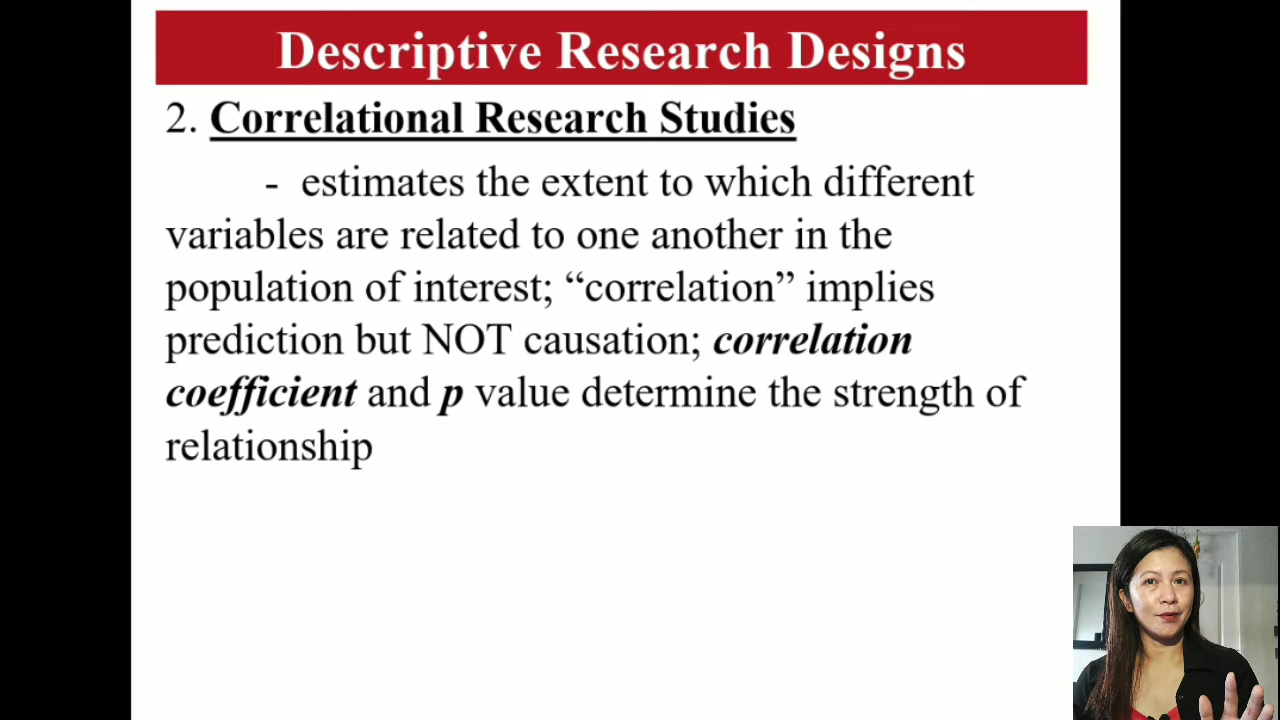 Descriptive Research Designs
2. Correlational Research Studies
- estimates the extent to which different
variables are related to one another in the
population of interest; “correlation” implies
prediction but NOT causation; correlation
coefficient and p value determine the strength of
relationship